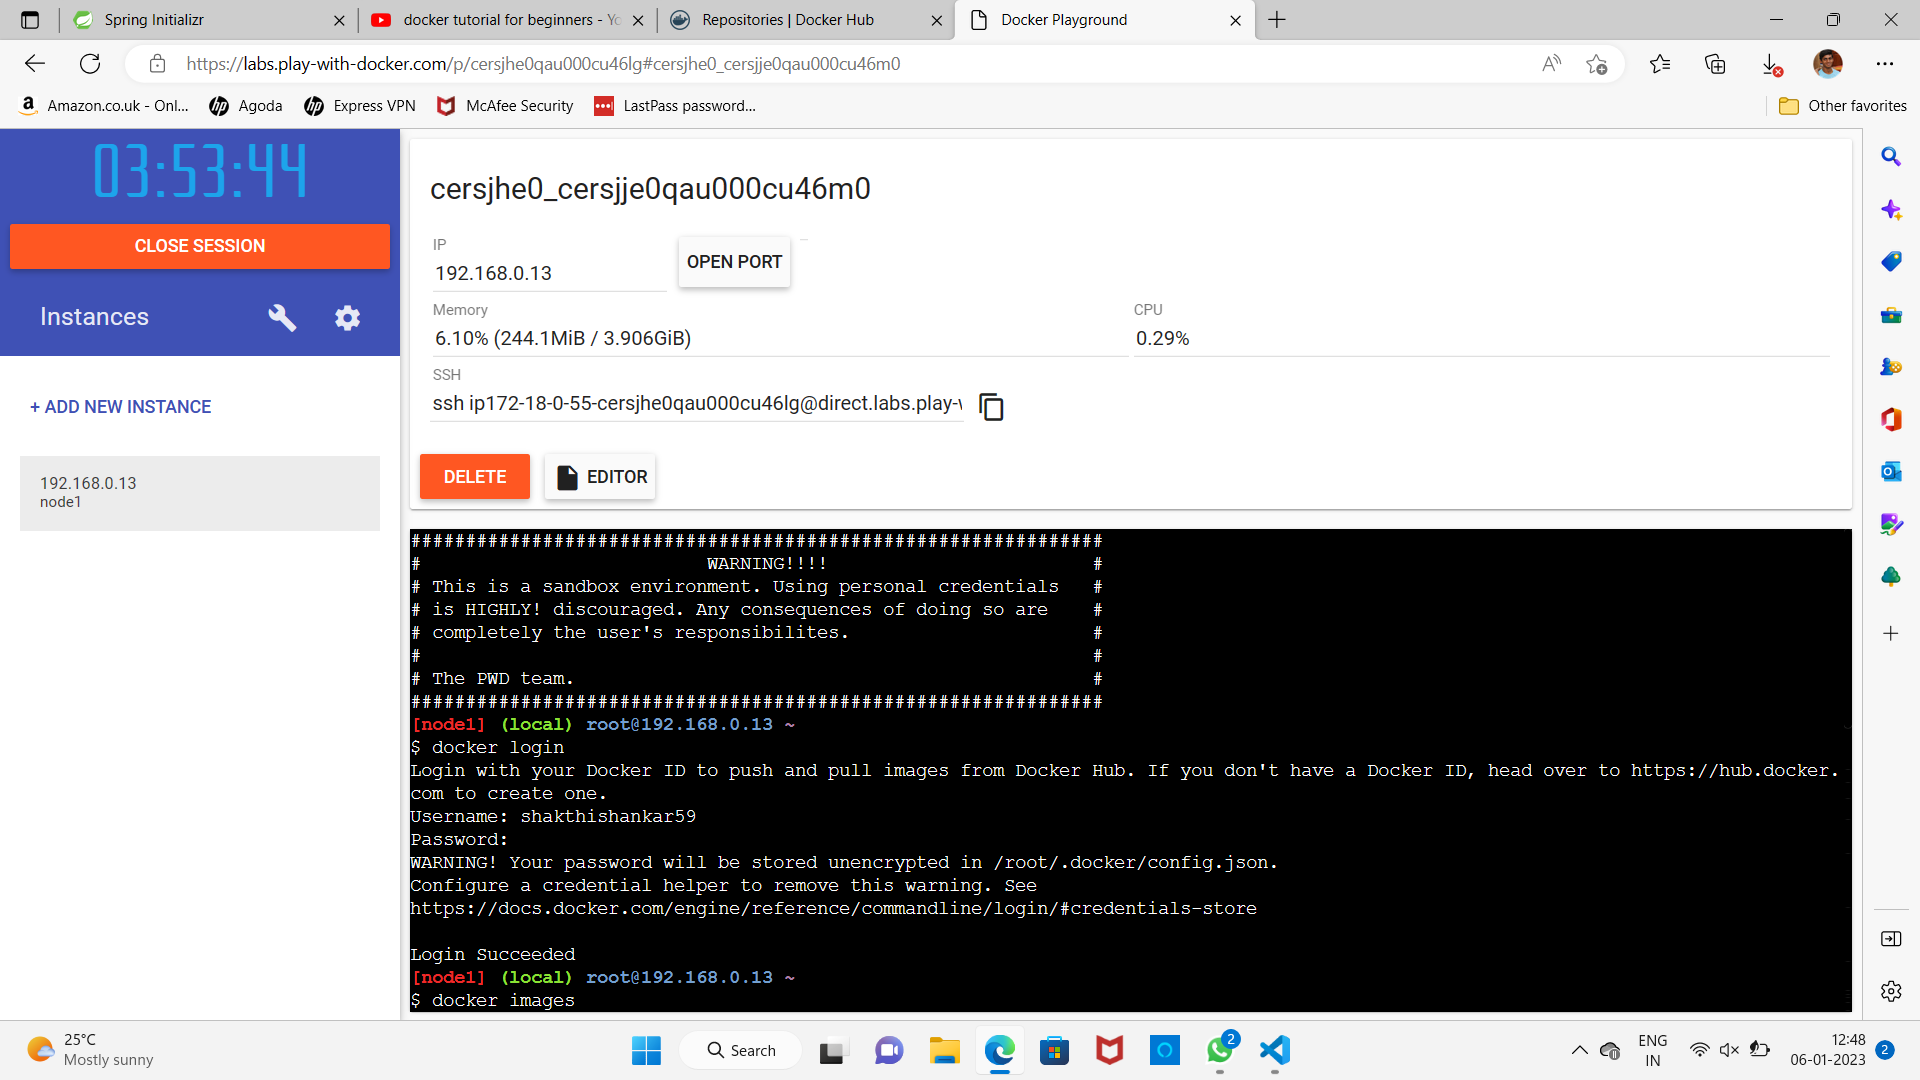 Spring Initializr
docker tutorial for beginners - Yo
Repositories | Docker Hub
Docker Playground
https://labs.play-with-docker.com/p/cersjhe0qau000cu46lg#cersjhe0_cersjje0qau000cu46m0
Amazon.co.uk - Onl...
Agoda
Express VPN
McAfee Security
LastPass password...
Other favorites
03:53:44
CLOSE SESSION
Instances
+ ADD NEW INSTANCE
192.168.0.13
node1
cersjhe0_cersjje0qau000cu46m0
IP
192.168.0.13
OPEN PORT
Memory
6.10% (244.1MiB / 3.906GiB)
CPU
0.29%
SSH
ssh ip172-18-0-55-cersjhe0qau000cu46lg@direct.labs.play-w
DELETE
EDITOR
###############################################################
#                          WARNING!!!!                        #
# This is a sandbox environment. Using personal credentials   #
# is HIGHLY! discouraged. Any consequences of doing so are    #
# completely the user's responsibilites.                      #
#                                                             #
# The PWD team.                                               #
###############################################################
[node1] (local) root@192.168.0.13 ~
$ docker login
Login with your Docker ID to push and pull images from Docker Hub. If you don't have a Docker ID, head over to https://hub.docker.
com to create one.
Username: shakthishankar59
Password:
WARNING! Your password will be stored unencrypted in /root/.docker/config.json.
Configure a credential helper to remove this warning. See
https://docs.docker.com/engine/reference/commandline/login/#credentials-store
Login Succeeded
[node1] (local) root@192.168.0.13 ~
$ docker images
25°C
Mostly sunny
Search
2
ENG
IN
12:48
06-01-2023
2